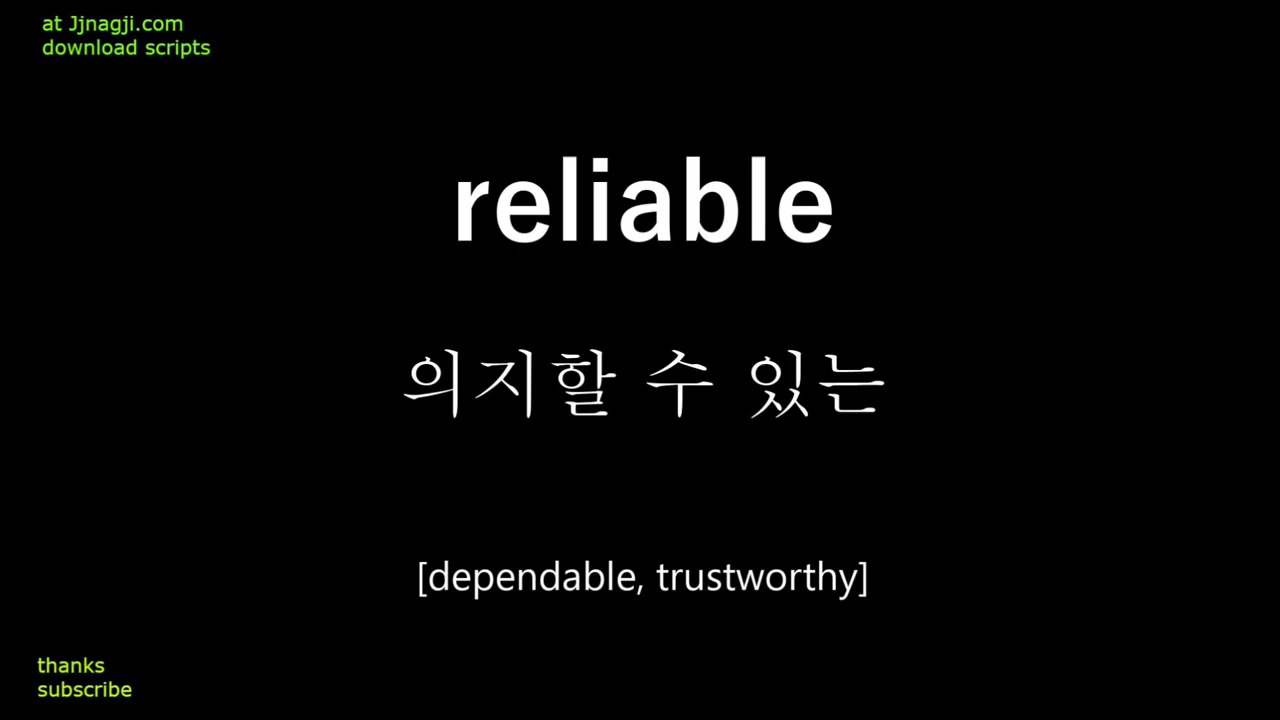 at Jjnagji.com
download scripts
reliable
의지할 수 있는
[dependable, trustworthy]
thanks
subscribe